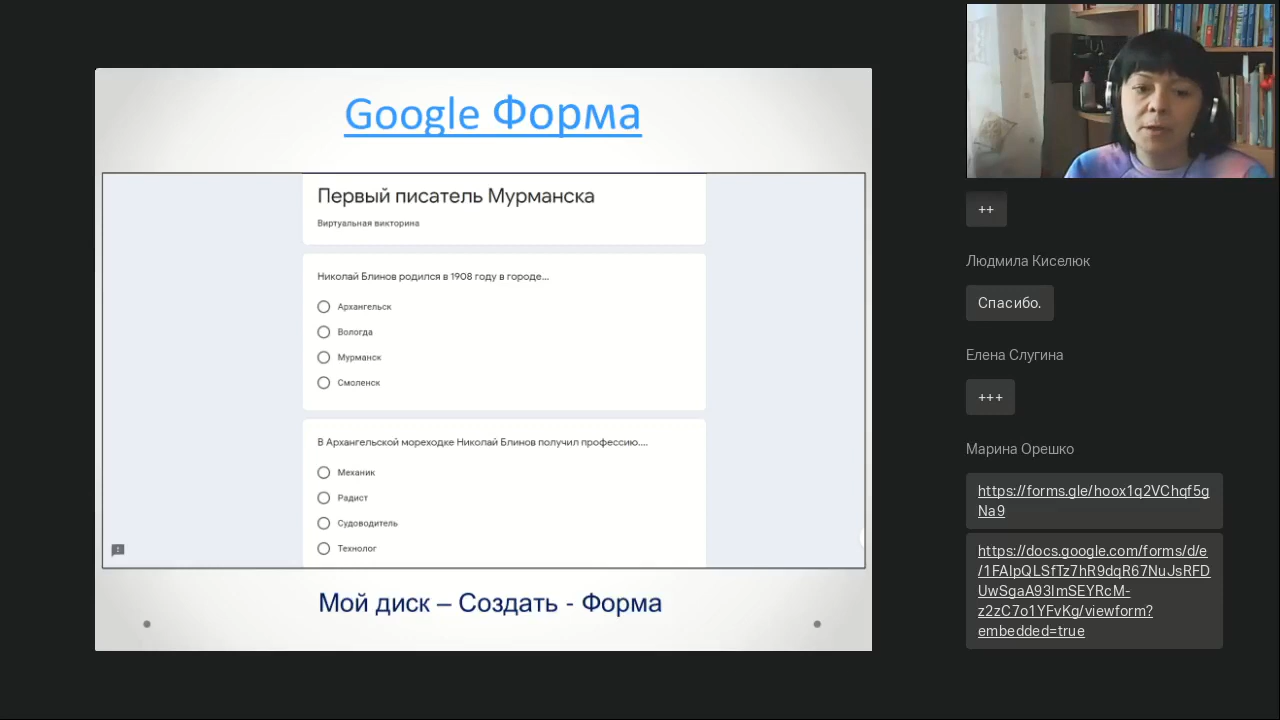 Google Форма
Первый писатель Мурманска
Виртуальная викторина
Николай Блинов родился в 1908 году в городе...
Архангельск
Вологда
Мурманск
Смоленск
В Архангельской мореходке Николай Блинов получил профессию....
Механик
Радист
Судоводитель
Технолог
Мой диск – Создать - Форма
++
Людмила Киселюк
Спасибо.
Елена Слугина
+++
Марина Орешко
https://forms.gle/hoox1q2VChqf5g
Na9
https://docs.google.com/forms/d/e
/1FAIpQLSfTz7hR9dqR67NuJsRFD
UwSgaA93ImSEYRcM-
z2zC7o1YFvKg/viewform?
embedded=true